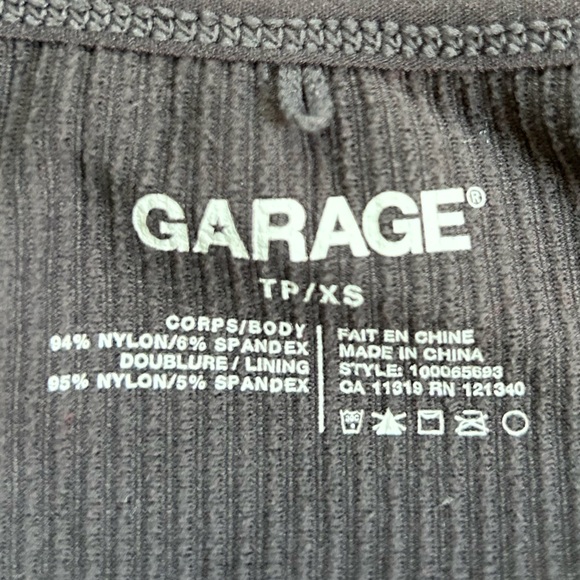 GARAGE®
TP/XS
CORPS/BODY
94% NYLON/6% SPANDEX
DOUBLURE / LINING
95% NYLON/5% SPANDEX
FAIT EN CHINE
MADE IN CHINA
STYLE: 100065693
CA 11319 RN 121340